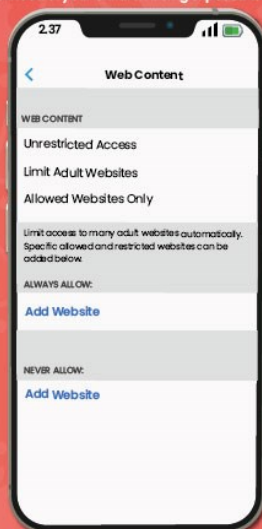 2.37
Web Content
WEB CONTENT
Unrestricted Access
Limit Adult Websites
Allowed Websites Only
Limit access to many adult websites automatically.
Specific allowed and restricted websites can be
added below.
ALWAYS ALLOW:
Add Website
NEVER ALLOW:
Add Website